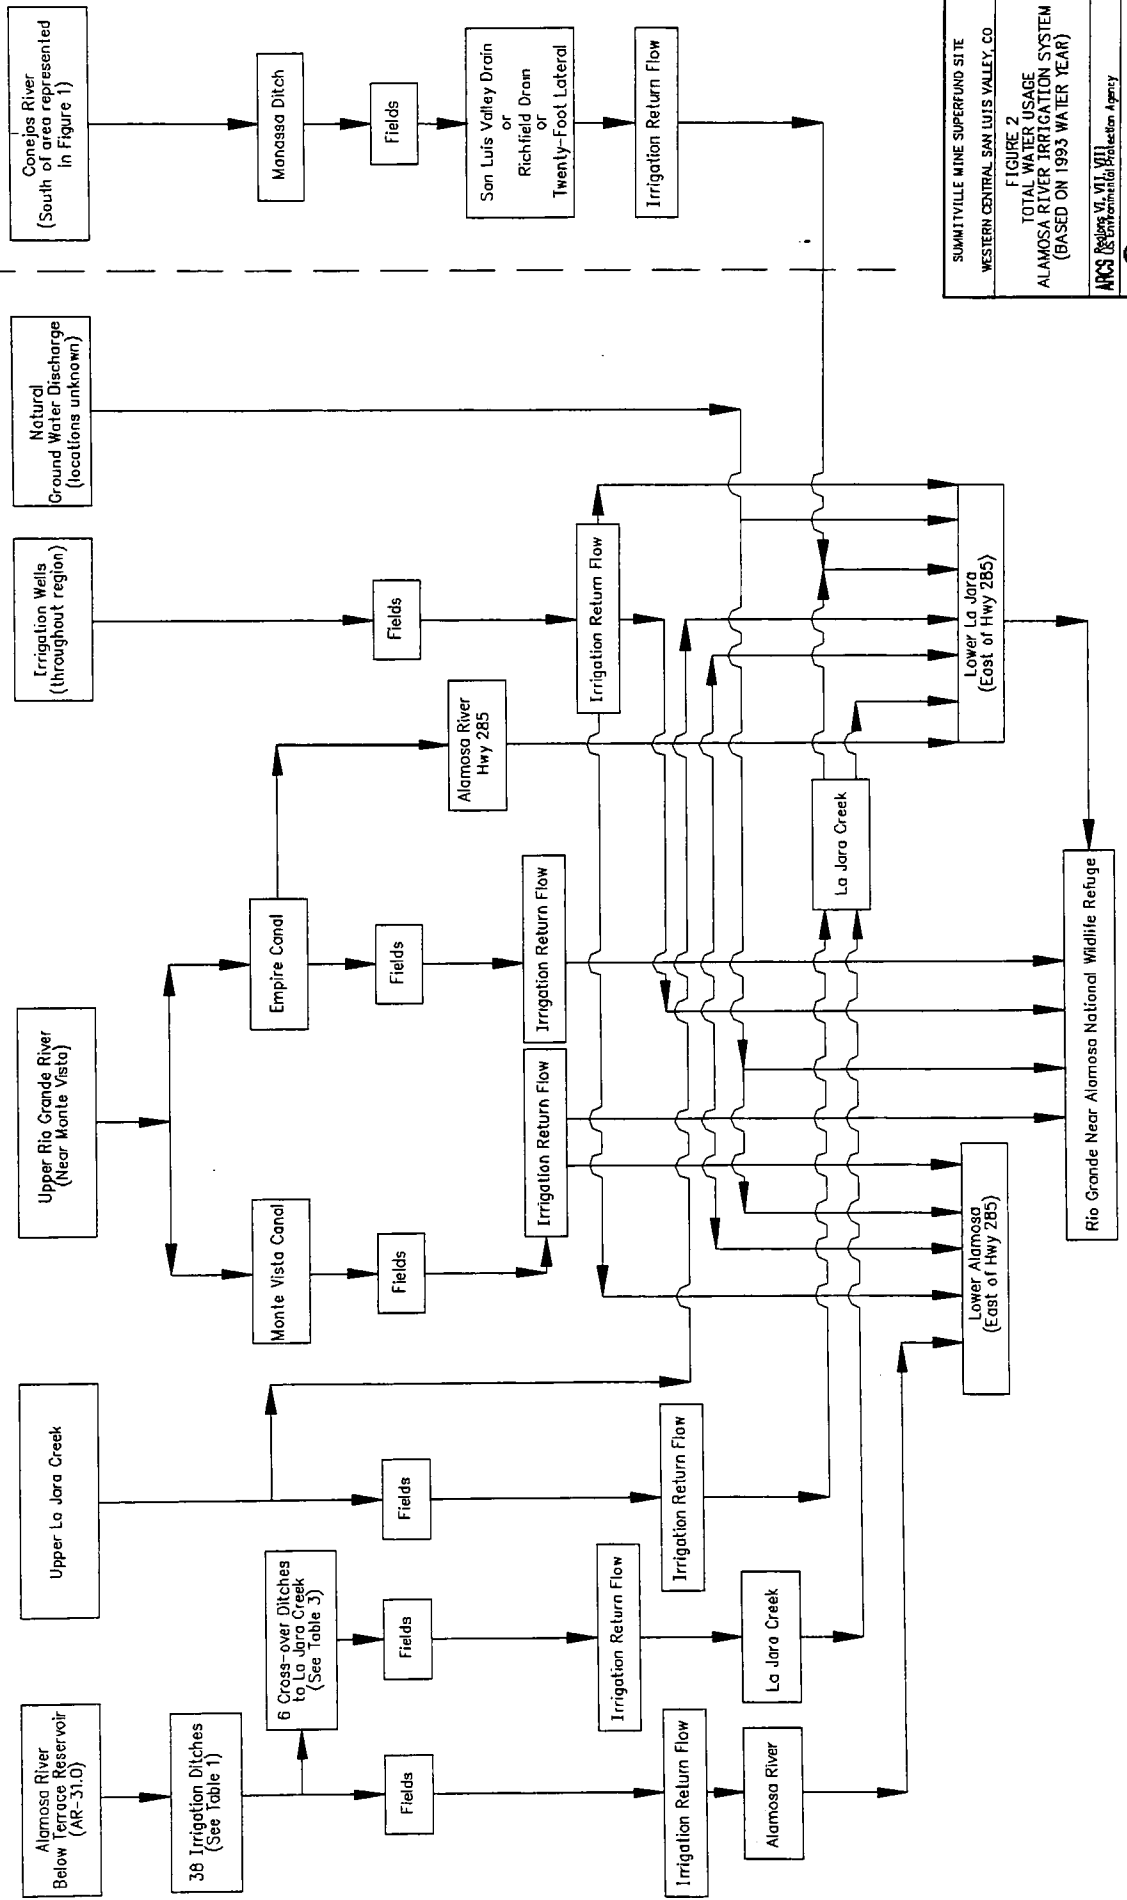 Alamosa River
Below Terrace Reservoir
(AR-31.0)
38 Irrigation Ditches
(See Table 1)
6 Cross-over Ditches
to La Jara Creek
(See Table 3)
Fields
Irrigation Return Flow
Alamosa River
Fields
Irrigation Return Flow
La Jara Creek
Upper La Jara Creek
Fields
Irrigation Return Flow
Upper Rio Grande River
(Near Monte Vista)
Monte Vista Canal
Fields
Irrigation Return Flow
Empire Canal
Fields
Irrigation Return Flow
Alamosa River
Hwy 285
Irrigation Wells
(throughout region)
Fields
Irrigation Return Flow
Natural
Ground Water Discharge
(locations unknown)
Conejos River
(South of area represented
in Figure 1)
Manassa Ditch
Fields
San Luis Valley Drain
or
Richfield Drain
or
Twenty-Foot Lateral
Irrigation Return Flow
La Jara Creek
Lower Alamosa
(East of Hwy 285)
Lower La Jara
(East of Hwy 285)
Rio Grande Near Alamosa National Wildlife Refuge
SUMMITVILLE MINE SUPERFUND SITE
WESTERN CENTRAL SAN LUIS VALLEY, CO
FIGURE 2
TOTAL WATER USAGE
ALAMOSA RIVER IRRIGATION SYSTEM
(BASED ON 1993 WATER YEAR)
ARCS Regions VI, VII, VIII
US Environmental Protection Agency